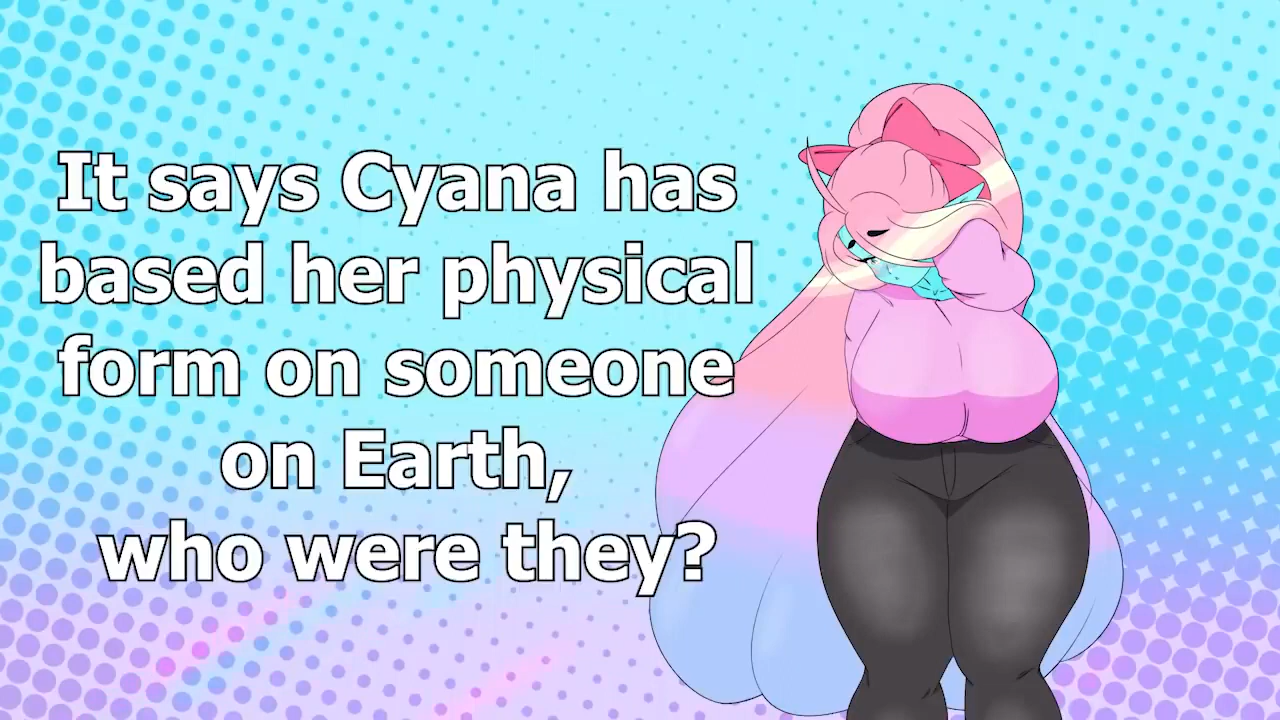 It says Cyana has
based her physical
form on someone
on Earth,
who were they?